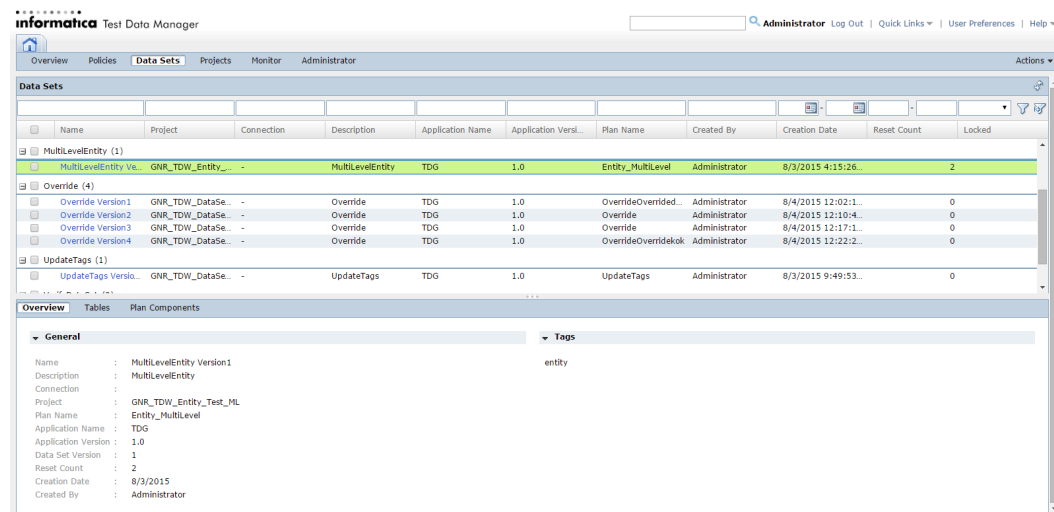 informatica Test Data Manager
Administrator Log Out | Quick Links | User Preferences | Help
Overview Policies Data Sets Projects Monitor Administrator Actions
Data Sets
- -
Name Project Connection Description Application Name Application Versi... Plan Name Created By Creation Date Reset Count Locked
MultiLevelEntity (1)
MultiLevelEntity Ve... GNR_TDW_Entity_... - MultiLevelEntity TDG 1.0 Entity_MultiLevel Administrator 8/3/2015 4:15:26... 2
Override (4)
Override Version1 GNR_TDW_DataSe... - Override TDG 1.0 OverrideOverrided... Administrator 8/4/2015 12:02:1... 0
Override Version2 GNR_TDW_DataSe... - Override TDG 1.0 Override Administrator 8/4/2015 12:10:4... 0
Override Version3 GNR_TDW_DataSe... - Override TDG 1.0 Override Administrator 8/4/2015 12:17:1... 0
Override Version4 GNR_TDW_DataSe... - Override TDG 1.0 OverrideOverridekok Administrator 8/4/2015 12:22:2... 0
UpdateTags (1)
UpdateTags Versio... GNR_TDW_DataSe... - UpdateTags TDG 1.0 UpdateTags Administrator 8/3/2015 9:49:53... 0
Overview Tables Plan Components
General Tags
Name : MultiLevelEntity Version1 entity
Description : MultiLevelEntity
Connection :
Project : GNR_TDW_Entity_Test_ML
Plan Name : Entity_MultiLevel
Application Name : TDG
Application Version : 1.0
Data Set Version : 1
Reset Count : 2
Creation Date : 8/3/2015
Created By : Administrator